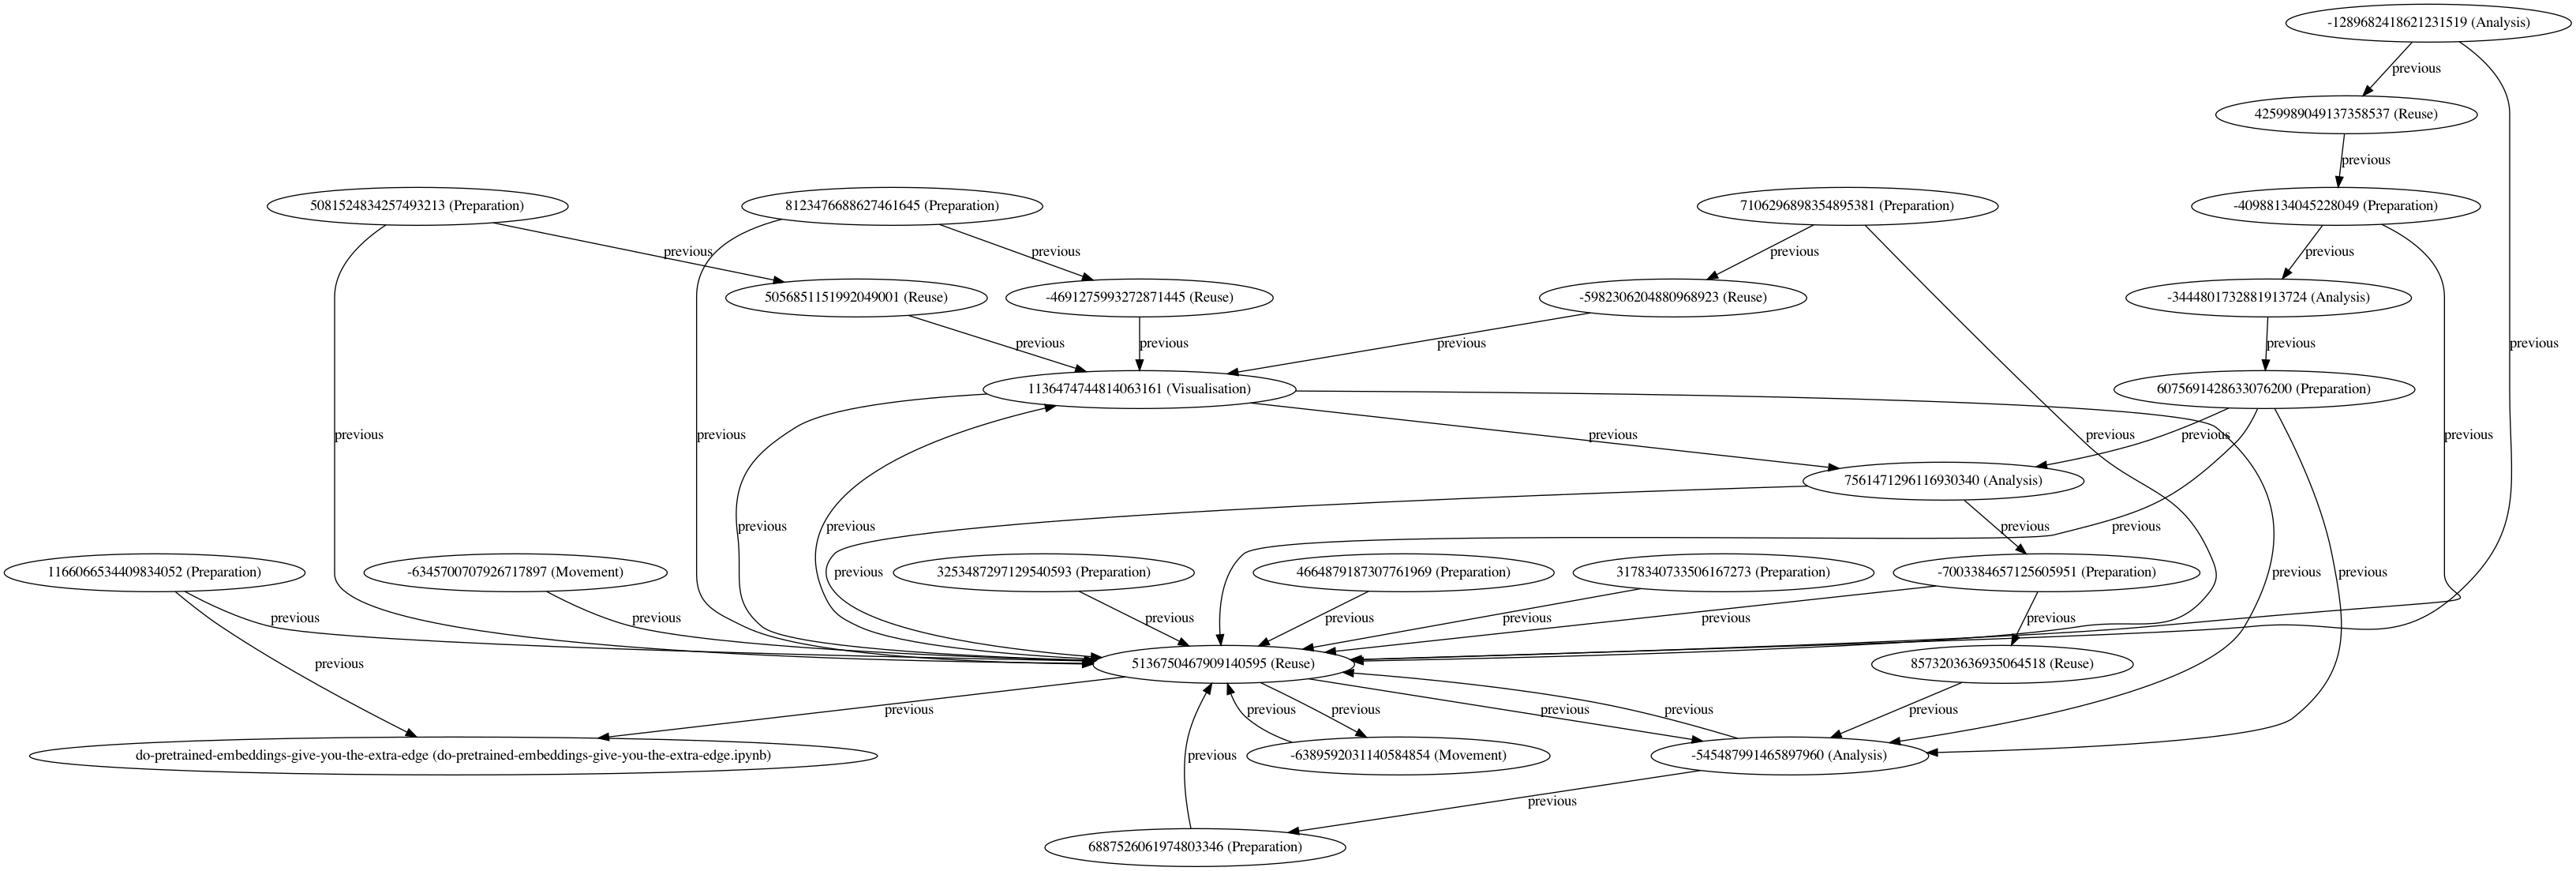 -1289682418621231519 (Analysis)
previous
4259989049137358537 (Reuse)
previous
5081524834257493213 (Preparation)
8123476688627461645 (Preparation)
7106296898354895381 (Preparation)
-40988134045228049 (Preparation)
previous
previous
previous
previous
5056851151992049001 (Reuse)
-4691275993272871445 (Reuse)
-5982306204880968923 (Reuse)
-3444801732881913724 (Analysis)
previous
previous
previous
previous
previous
1136474744814063161 (Visualisation)
6075691428633076200 (Preparation)
previous
previous
previous
previous
previous
previous
7561471296116930340 (Analysis)
previous
previous
previous
previous
1166066534409834052 (Preparation)
-6345700707926717897 (Movement)
previous
3253487297129540593 (Preparation)
4664879187307761969 (Preparation)
3178340733506167273 (Preparation)
-7003384657125605951 (Preparation)
previous
previous
previous
previous
previous
previous
previous
previous
previous
previous
previous
5136750467909140595 (Reuse)
8573203636935064518 (Reuse)
previous
previous
previous
previous
previous
previous
do-pretrained-embeddings-give-you-the-extra-edge (do-pretrained-embeddings-give-you-the-extra-edge.ipynb)
previous
-6389592031140584854 (Movement)
-545487991465897960 (Analysis)
previous
6887526061974803346 (Preparation)